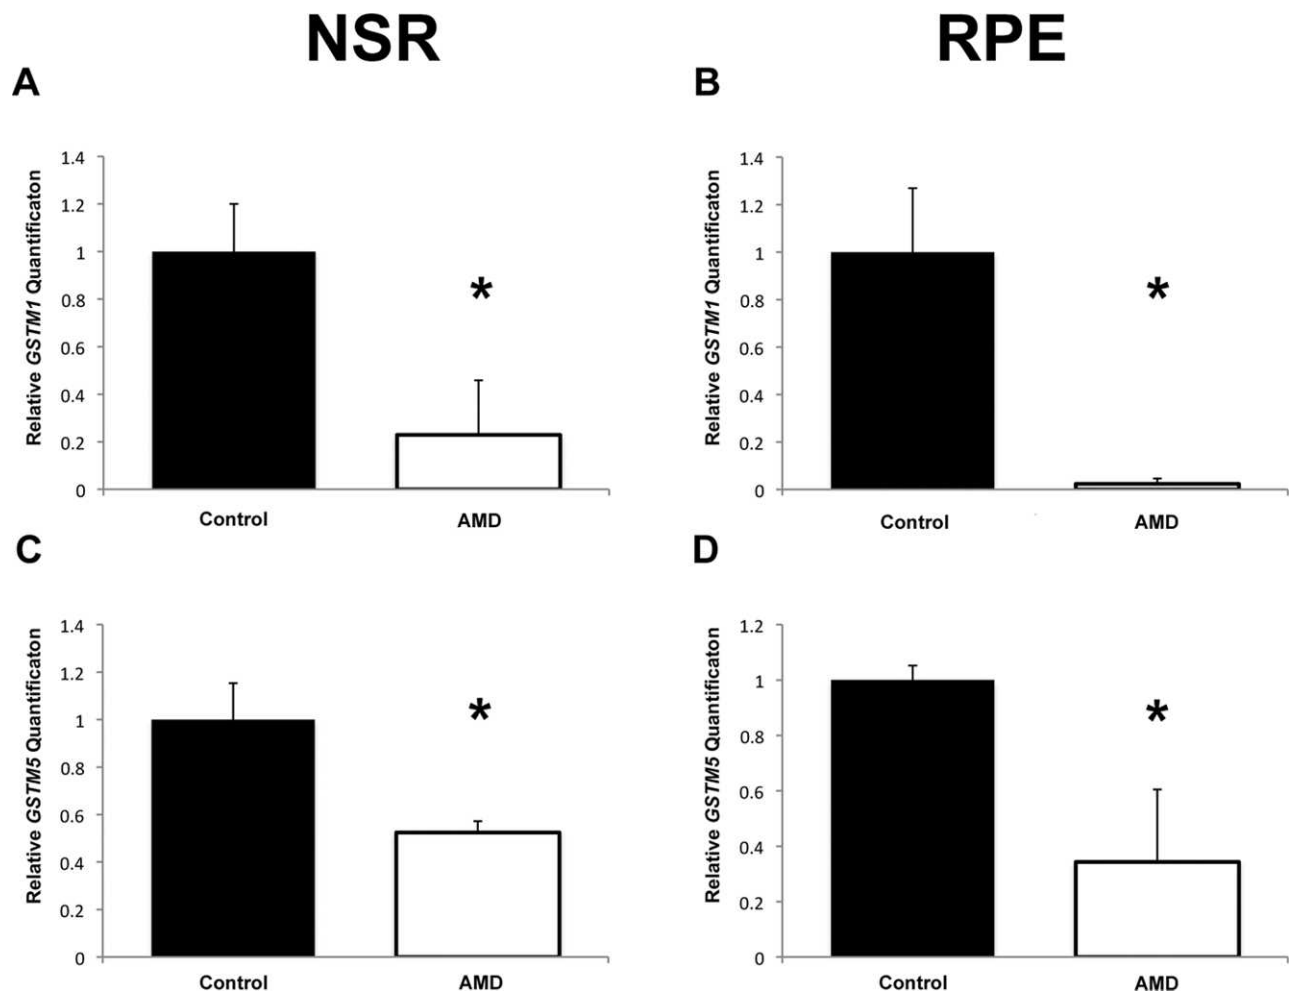 NSR
RPE
A
Relative GSTM1 Quantificaton
1.4
1.2
1
0.8
0.6
0.4
0.2
0
*
Control
AMD
B
Relative GSTM1 Quantificaton
1.4
1.2
1
0.8
0.6
0.4
0.2
0
*
Control
AMD
C
Relative GSTM5 Quantificaton
1.4
1.2
1
0.8
0.6
0.4
0.2
0
*
Control
AMD
D
Relative GSTM5 Quantificaton
1.2
1
0.8
0.6
0.4
0.2
0
*
Control
AMD